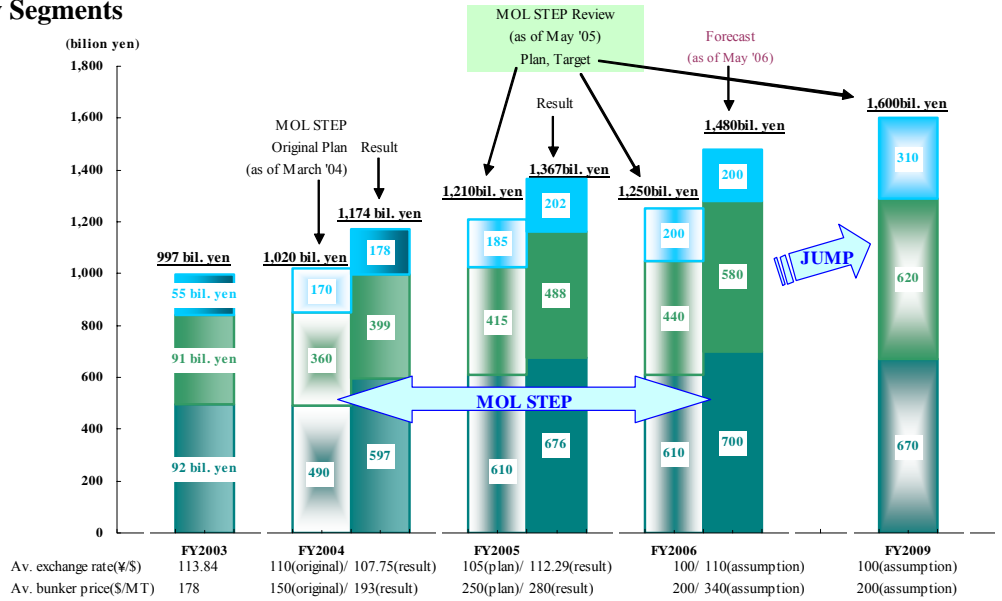 Segments
(bilion yen)
MOL STEP Review
(as of May '05)
Plan, Target
Forecast
(as of May '06)
Result
MOL STEP
Original Plan
(as of March '04)
Result
1,800
1,600
1,400
1,200
1,000
800
600
400
200
0
997 bil. yen
55 bil. yen
91 bil. yen
92 bil. yen
1,020 bil. yen
170
360
490
1,174 bil. yen
178
399
597
1,210bil. yen
185
415
610
1,367bil. yen
202
488
676
1,250bil. yen
200
440
610
1,480bil. yen
200
580
700
1,600bil. yen
310
620
670
JUMP
MOL STEP
FY2003 FY2004 FY2005 FY2006 FY2009
Av. exchange rate(¥/$) 113.84 110(original)/ 107.75(result) 105(plan)/ 112.29(result) 100/ 110(assumption) 100(assumption)
Av. bunker price($/MT) 178 150(original)/ 193(result) 250(plan)/ 280(result) 200/ 340(assumption) 200(assumption)